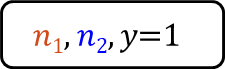 n₁, n₂, y=1